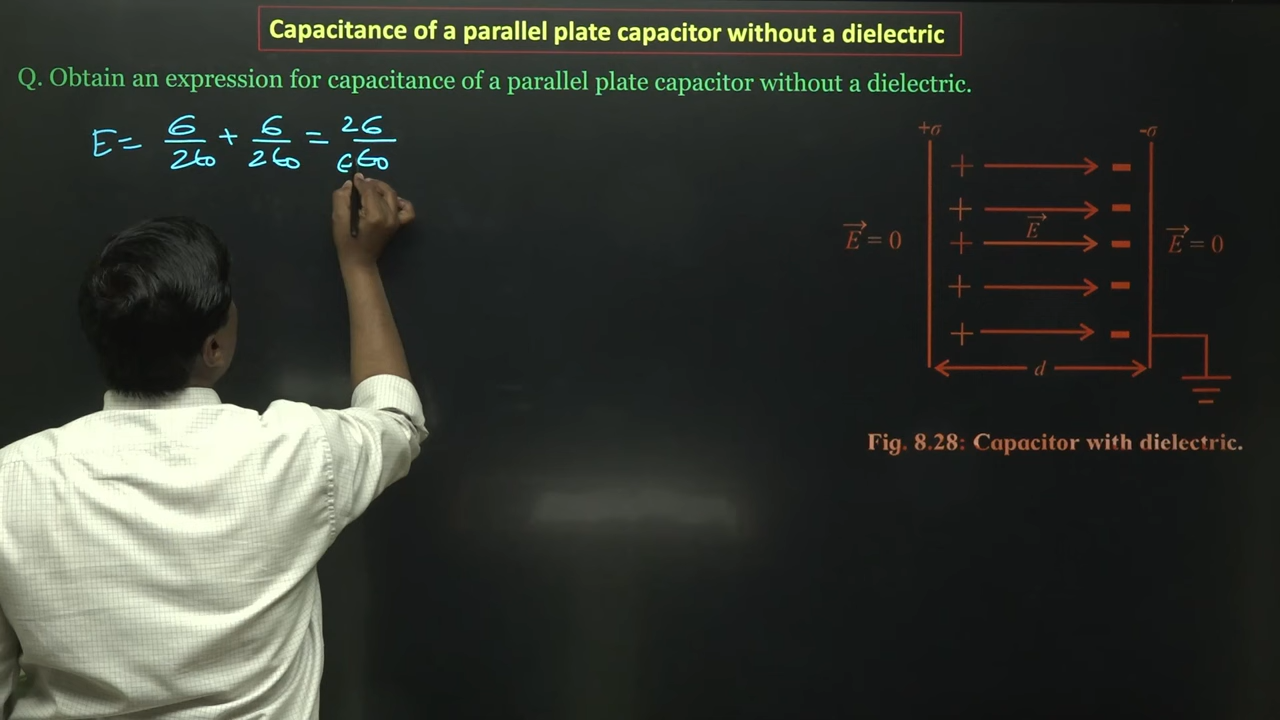 Capacitance of a parallel plate capacitor without a dielectric
Q. Obtain an expression for capacitance of a parallel plate capacitor without a dielectric.
E = σ/2ε₀ + σ/2ε₀ = 2σ/
+σ -σ
+ -
+ -
E⃗ = 0 + E⃗ - E⃗ = 0
+ -
+ -
d
Fig. 8.28: Capacitor with dielectric.